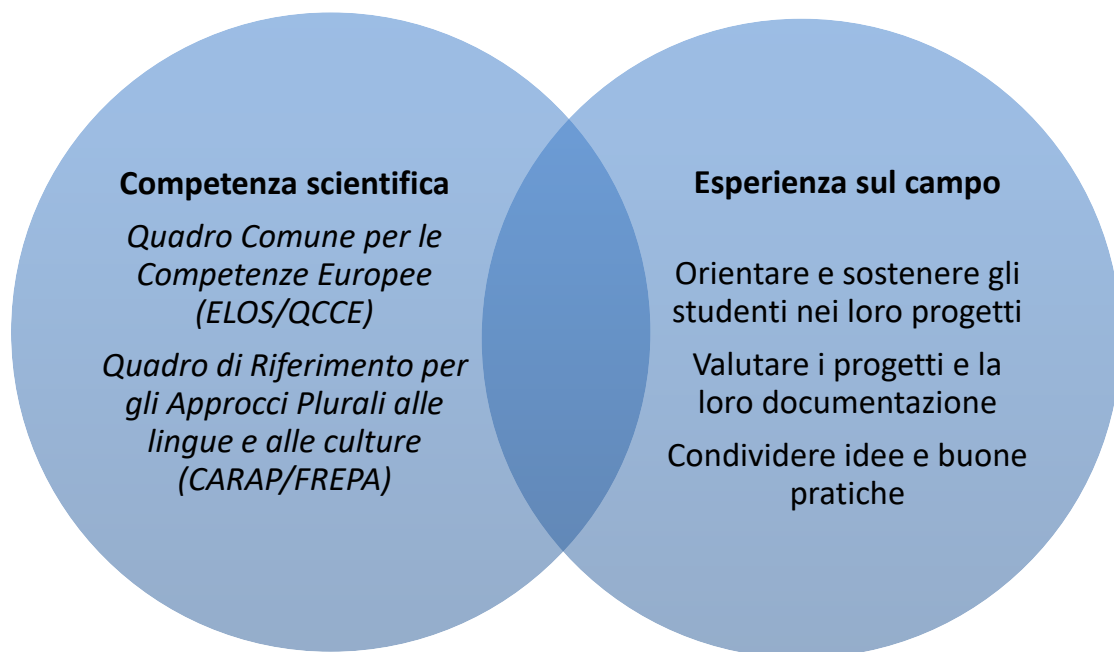 Competenza scientifica
Quadro Comune per le
Competenze Europee
(ELOS/QCCE)
Quadro di Riferimento per
gli Approcci Plurali alle
lingue e alle culture
(CARAP/FREPA)
Esperienza sul campo
Orientare e sostenere gli
studenti nei loro progetti
Valutare i progetti e la
loro documentazione
Condividere idee e buone
pratiche